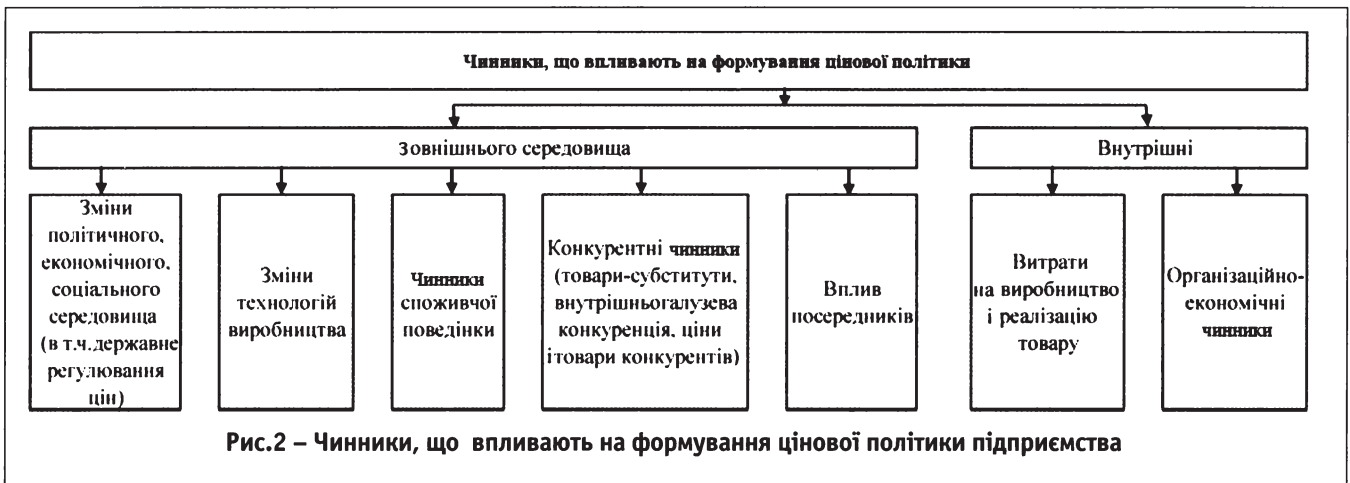 Чинники, що впливають на формування цінової політики
Зовнішнього середовища
Внутрішні
Зміни
політичного,
економічного,
соціального
середовища
(в т.ч.державне
регулювання
цін)
Зміни
технологій
виробництва
Чинники
споживчої
поведінки
Конкурентні чинники
(товари-субститути,
внутрішньогалузева
конкуренція, ціни
ітовари конкурентів)
Вплив
посередників
Витрати
на виробництво
і реалізацію
товару
Організаційно-
економічні
чинники
Рис.2 – Чинники, що впливають на формування цінової політики підприємства